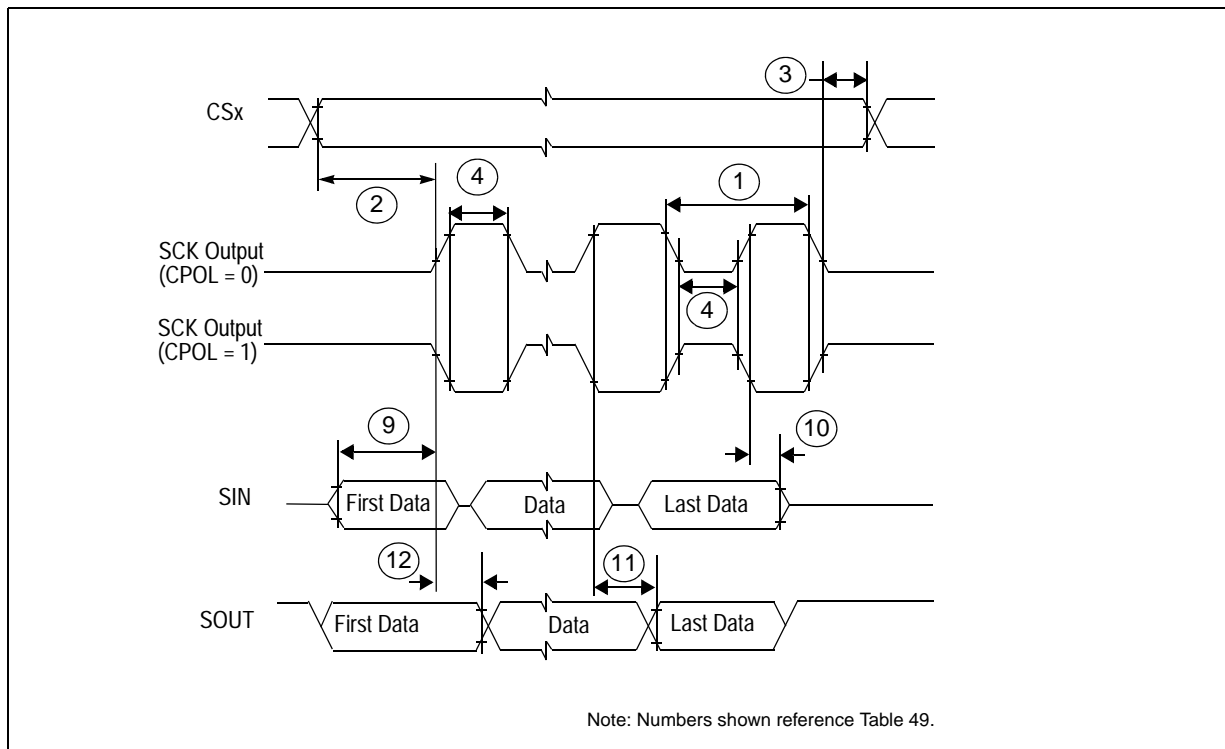 3
CSx
2
4
1
SCK Output
(CPOL = 0)
4
SCK Output
(CPOL = 1)
9
10
SIN
First Data
Data
Last Data
12
11
SOUT
First Data
Data
Last Data
Note: Numbers shown reference Table 49.